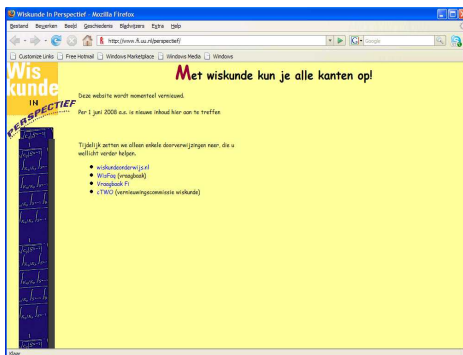 Wiskunde In Perspectief - Mozilla Firefox
Bestand Bewerken Beeld Geschiedenis Bladwijzers Extra Help
http://www.fi.uu.nl/perspectief/
Google
Customize Links Free Hotmail Windows Marketplace Windows Media Windows
Wis
kunde
IN
PERSPECTIEF
Met wiskunde kun je alle kanten op!
Deze website wordt momenteel vernieuwd.
Per 1 juni 2008 a.s. is nieuwe inhoud hier aan te treffen
Tijdelijk zetten we alleen enkele doorverwijzingen neer, die u
wellicht verder helpen.
wiskundeonderwijs.nl
WisFaq (vraagbaak)
Vraagbaak Fi
cTWO (vernieuwingscommissie wiskunde)
Klaar